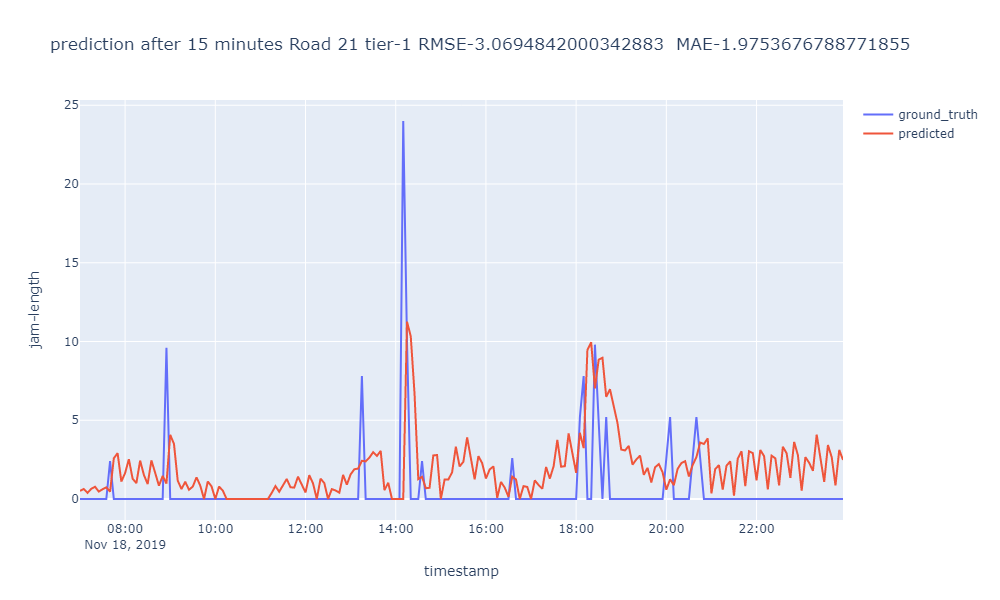 prediction after 15 minutes Road 21 tier-1 RMSE-3.0694842000342883  MAE-1.9753676788771855
ground_truth
predicted
25
20
15
10
5
0
jam-length
08:00 10:00 12:00 14:00 16:00 18:00 20:00 22:00
Nov 18, 2019
timestamp